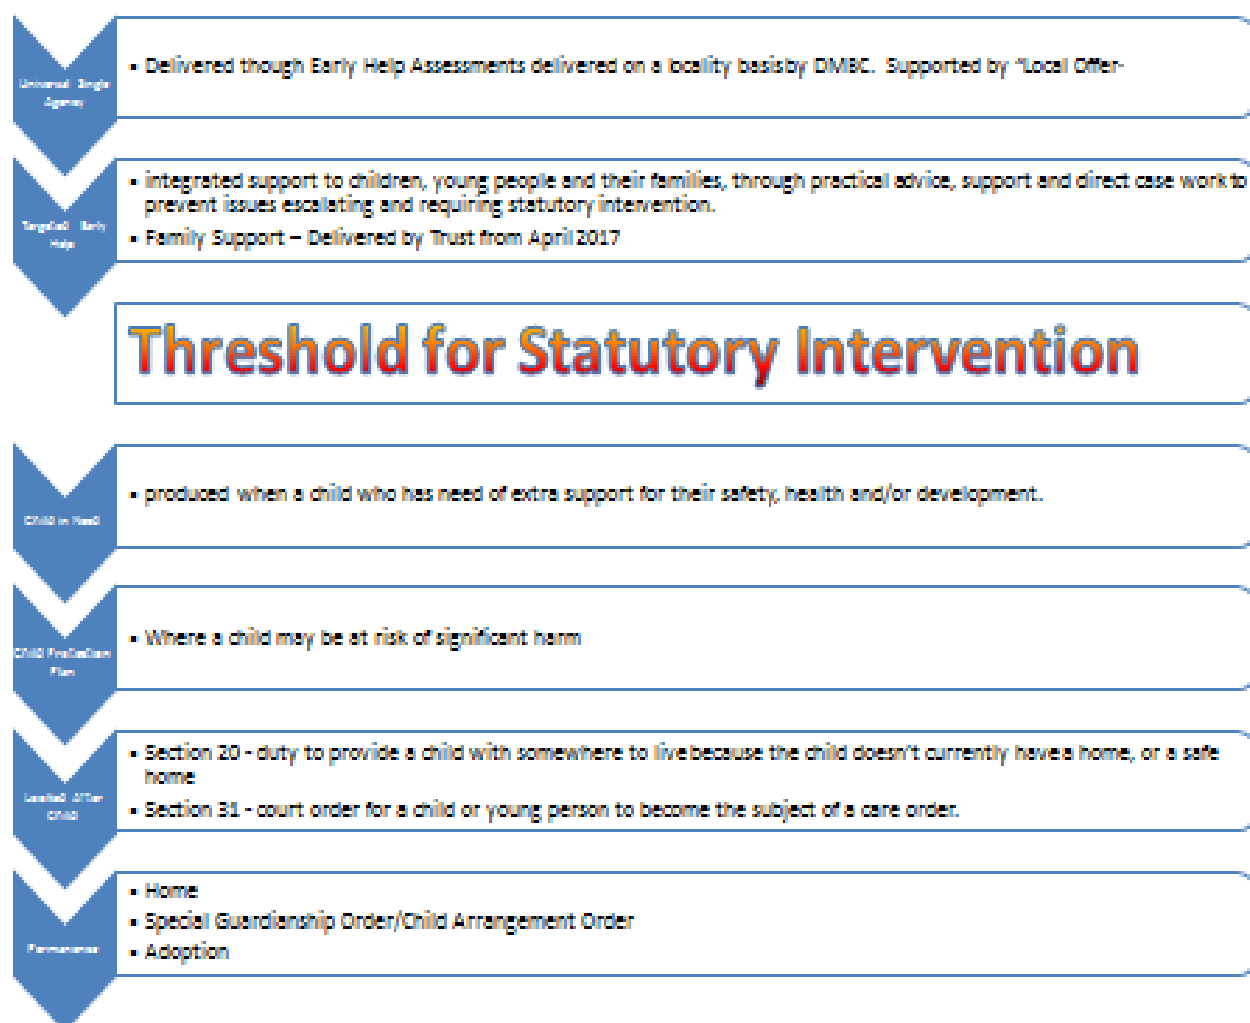 Universal Single
Agency
• Delivered though Early Help Assessments delivered on a locality basisby DMBC. Supported by "Local Offer-
Targeted Early
Help
• integrated support to children, young people and their families, through practical advice, support and direct case work to
prevent issues escalating and requiring statutory intervention.
• Family Support – Delivered by Trust from April 2017
Threshold for Statutory Intervention
Child in Need
• produced when a child who has need of extra support for their safety, health and/or development.
Child Protection
Plan
• Where a child may be at risk of significant harm
Looked After
Child
• Section 20 - duty to provide a child with somewhere to live because the child doesn't currently have a home, or a safe
home
• Section 31 - court order for a child or young person to become the subject of a care order.
Permanence
• Home
• Special Guardianship Order/Child Arrangement Order
• Adoption